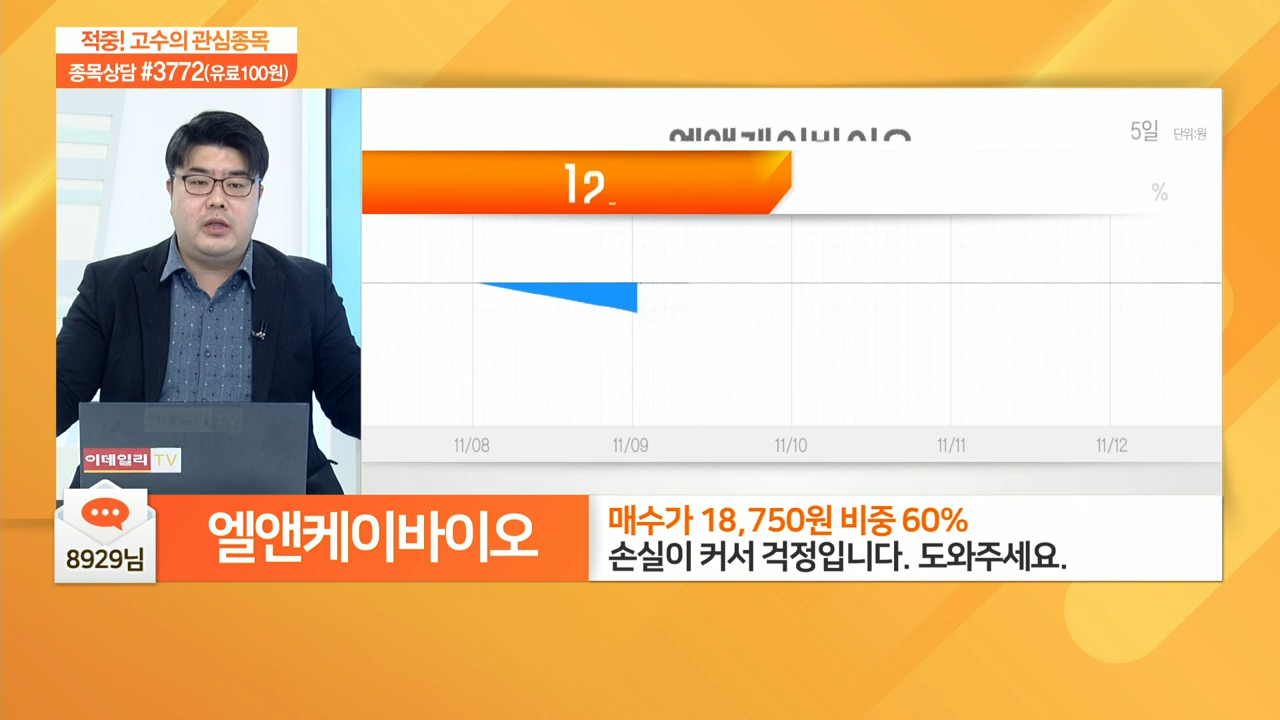 적중! 고수의 관심종목
종목상담 #3772(유료100원)
5일 단위:원
%
11/08 11/09 11/10 11/11 11/12
이데일리 TV
8929님
엘앤케이바이오
매수가 18,750원 비중 60%
손실이 커서 걱정입니다. 도와주세요.